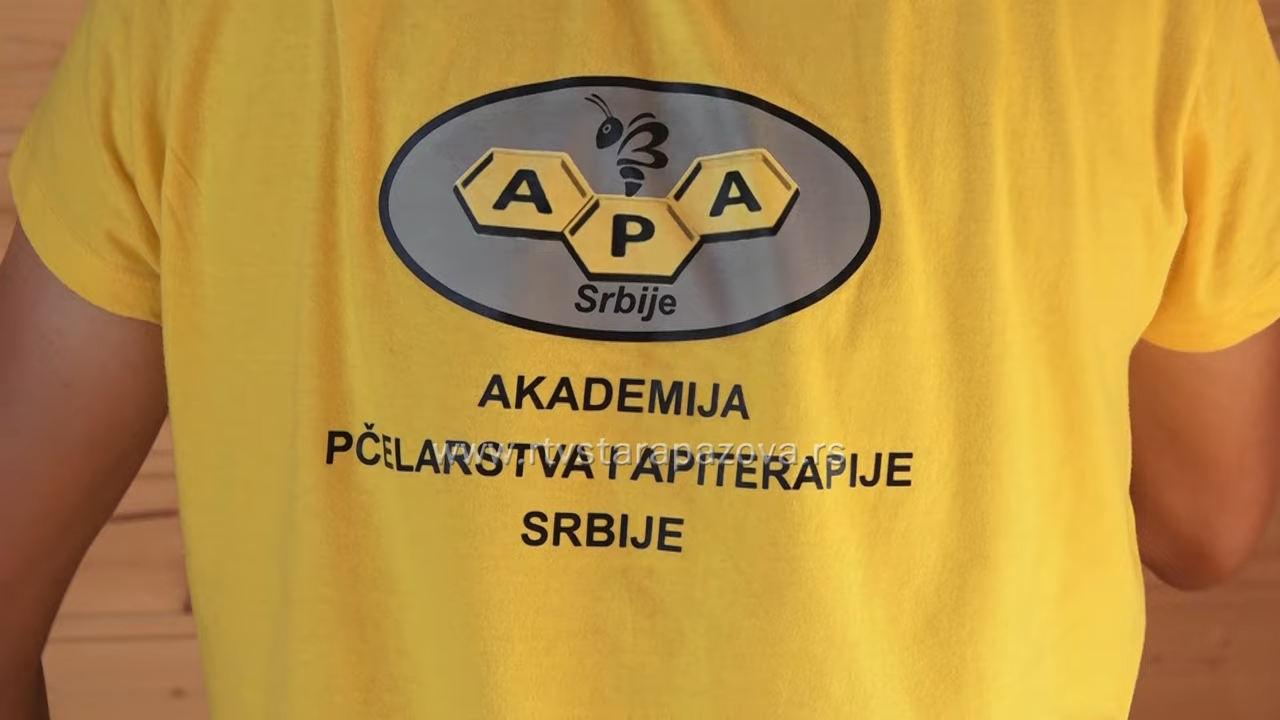 A P A
Srbije
AKADEMIJA
PČELARSTVA I APITERAPIJE
www.rtvstarapazova.rs
SRBIJE